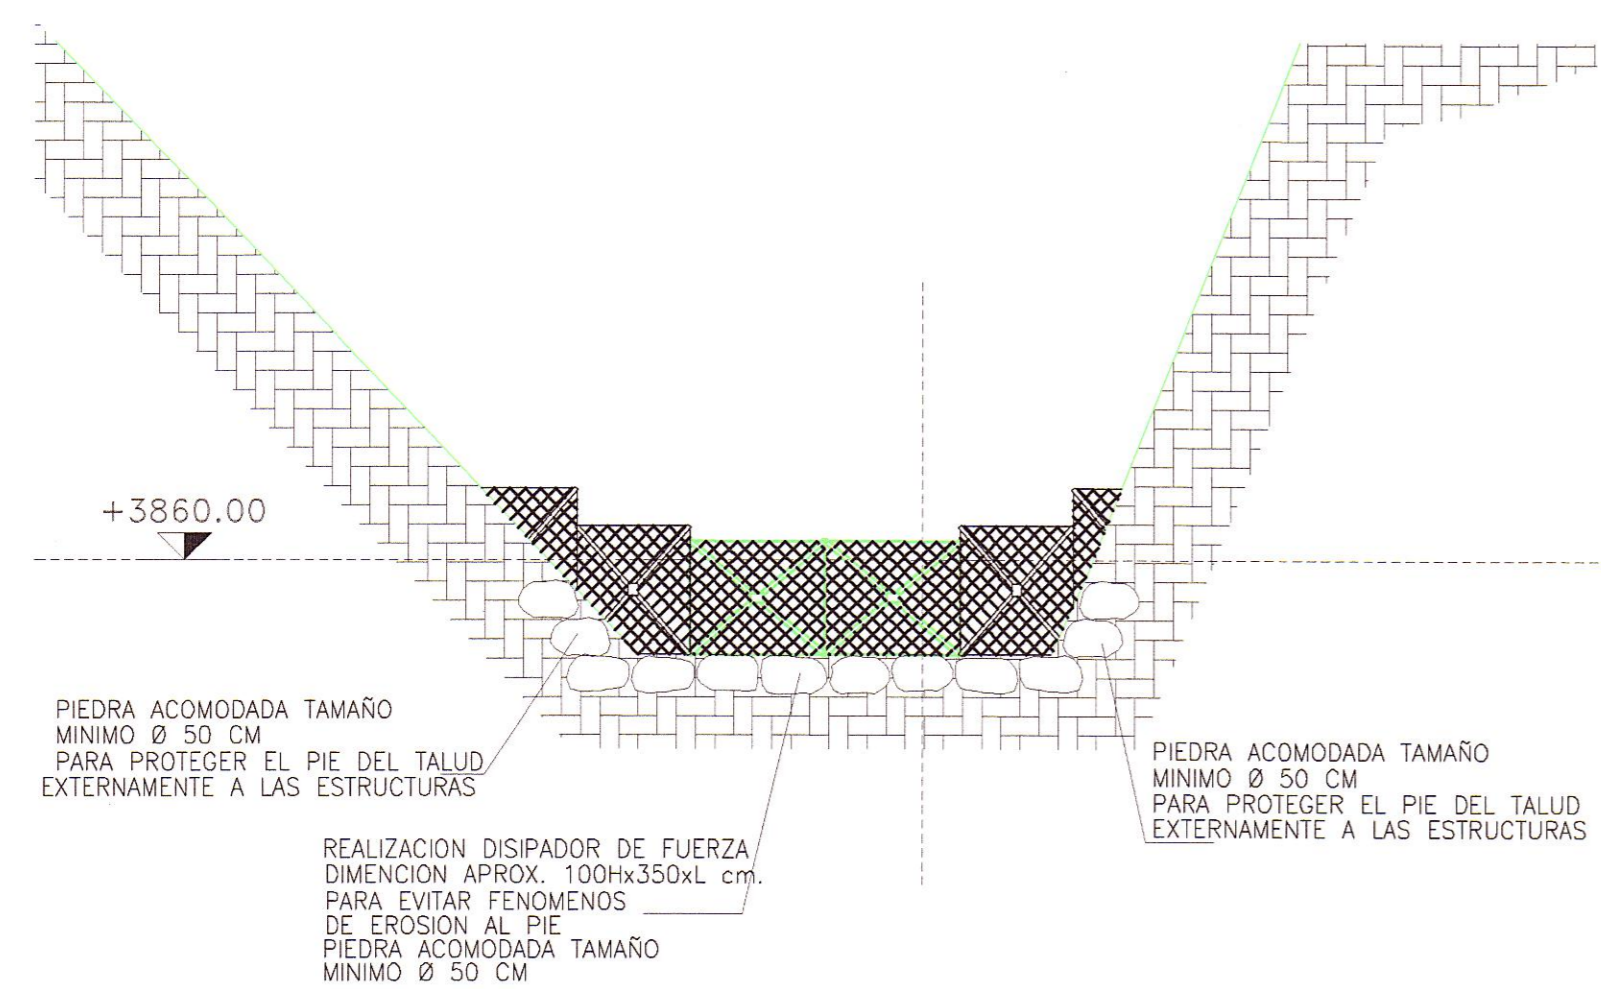 +3860.00
PIEDRA ACOMODADA TAMAÑO
MINIMO Ø 50 CM
PARA PROTEGER EL PIE DEL TALUD
EXTERNAMENTE A LAS ESTRUCTURAS
PIEDRA ACOMODADA TAMAÑO
MINIMO Ø 50 CM
PARA PROTEGER EL PIE DEL TALUD
EXTERNAMENTE A LAS ESTRUCTURAS
REALIZACION DISIPADOR DE FUERZA
DIMENCION APROX. 100Hx350xL cm.
PARA EVITAR FENOMENOS
DE EROSION AL PIE
PIEDRA ACOMODADA TAMAÑO
MINIMO Ø 50 CM